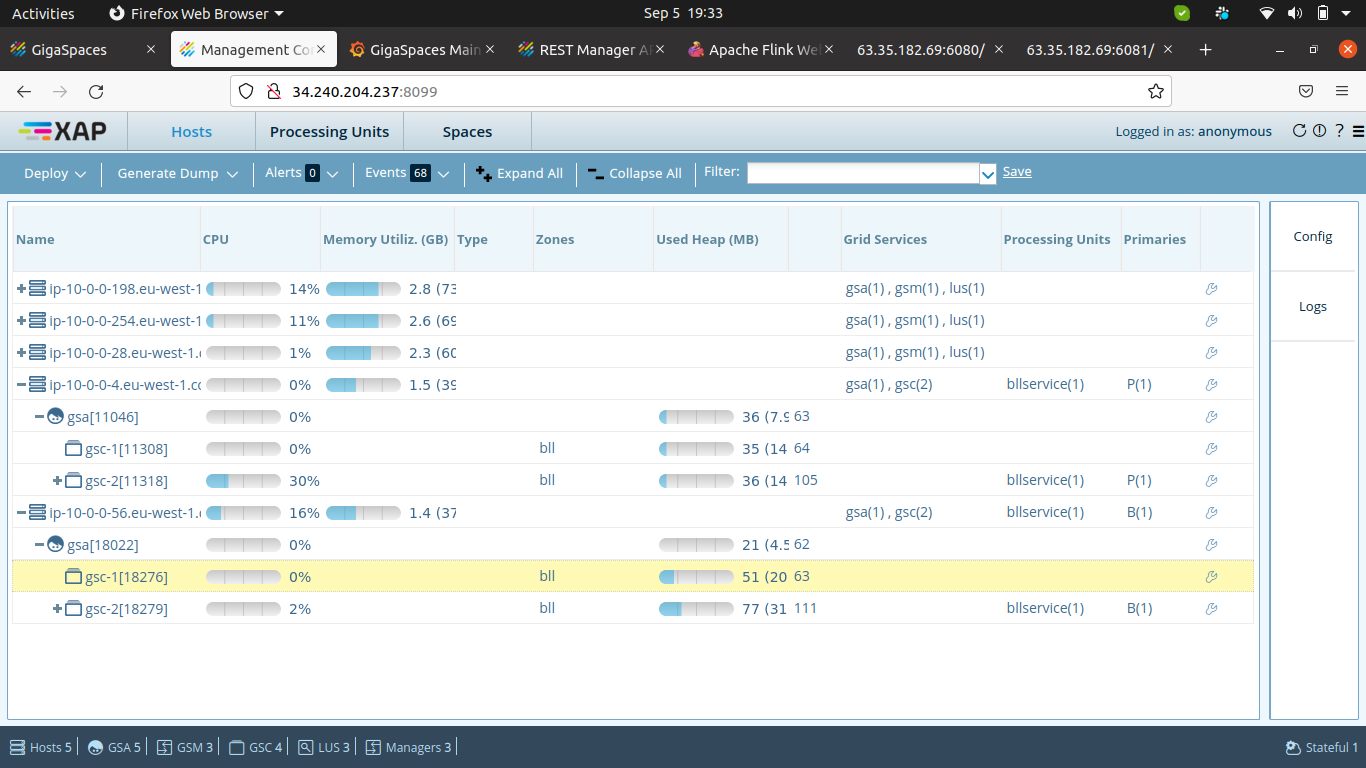 Activities Firefox Web Browser Sep 5 19:33
GigaSpaces Management Co GigaSpaces Main REST Manager A Apache Flink We 63.35.182.69:6080/ 63.35.182.69:6081/
34.240.204.237:8099
XAP Hosts Processing Units Spaces Logged in as: anonymous
Deploy Generate Dump Alerts 0 Events 68 Expand All Collapse All Filter: Save
Name CPU Memory Utiliz. (GB) Type Zones Used Heap (MB) Grid Services Processing Units Primaries
ip-10-0-0-198.eu-west-1 14% 2.8 (73 gsa(1) , gsm(1) , lus(1)
ip-10-0-0-254.eu-west-1 11% 2.6 (69 gsa(1) , gsm(1) , lus(1)
ip-10-0-0-28.eu-west-1. 1% 2.3 (60 gsa(1) , gsm(1) , lus(1)
ip-10-0-0-4.eu-west-1.co 0% 1.5 (39 gsa(1) , gsc(2) bllservice(1) P(1)
gsa[11046] 0% 36 (7.9 63
gsc-1[11308] 0% bll 35 (14 64
gsc-2[11318] 30% bll 36 (14 105 bllservice(1) P(1)
ip-10-0-0-56.eu-west-1. 16% 1.4 (37 gsa(1) , gsc(2) bllservice(1) B(1)
gsa[18022] 0% 21 (4.5 62
gsc-1[18276] 0% bll 51 (20 63
gsc-2[18279] 2% bll 77 (31 111 bllservice(1) B(1)
Config
Logs
Hosts 5 GSA 5 GSM 3 GSC 4 LUS 3 Managers 3 Stateful 1